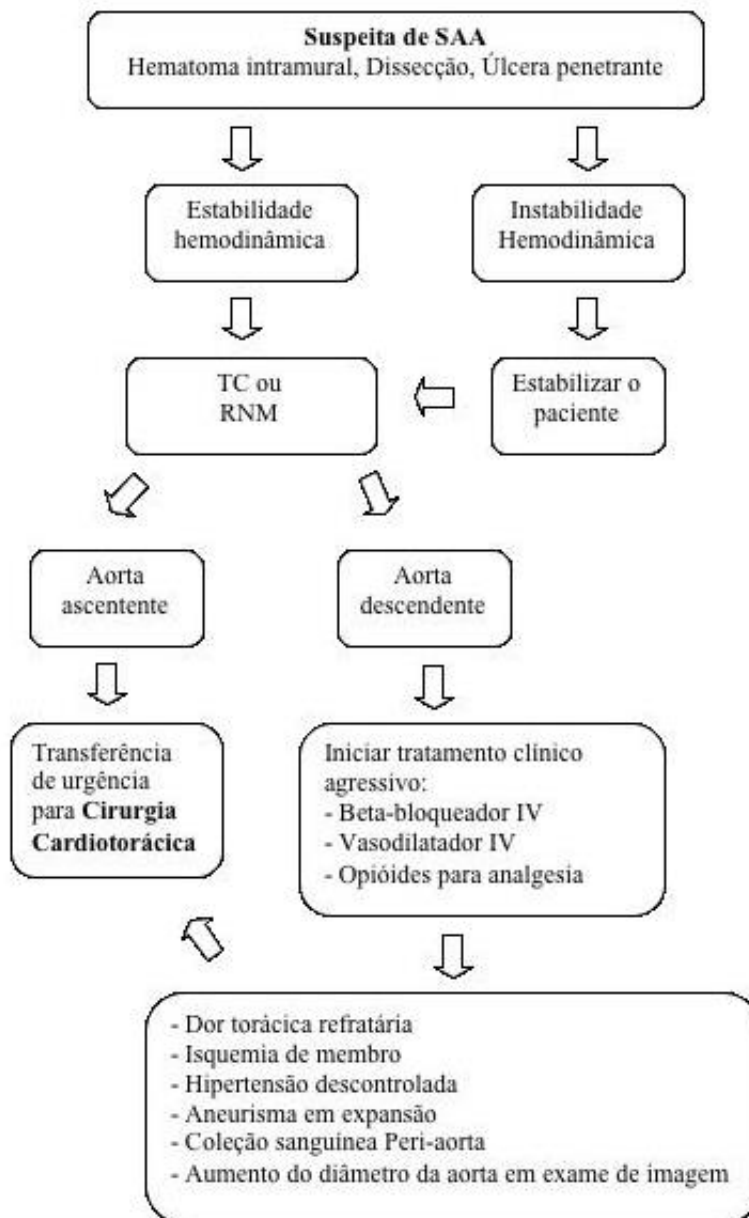 Suspeita de SAA
Hematoma intramural, Dissecção, Úlcera penetrante
Estabilidade
hemodinâmica
Instabilidade
Hemodinâmica
TC ou
RNM
Estabilizar o
paciente
Aorta
ascentente
Aorta
descendente
Transferência
de urgência
para Cirurgia
Cardiotorácica
Iniciar tratamento clínico
agressivo:
- Beta-bloqueador IV
- Vasodilatador IV
- Opióides para analgesia
- Dor torácica refratária
- Isquemia de membro
- Hipertensão descontrolada
- Aneurisma em expansão
- Coleção sanguínea Peri-aorta
- Aumento do diâmetro da aorta em exame de imagem